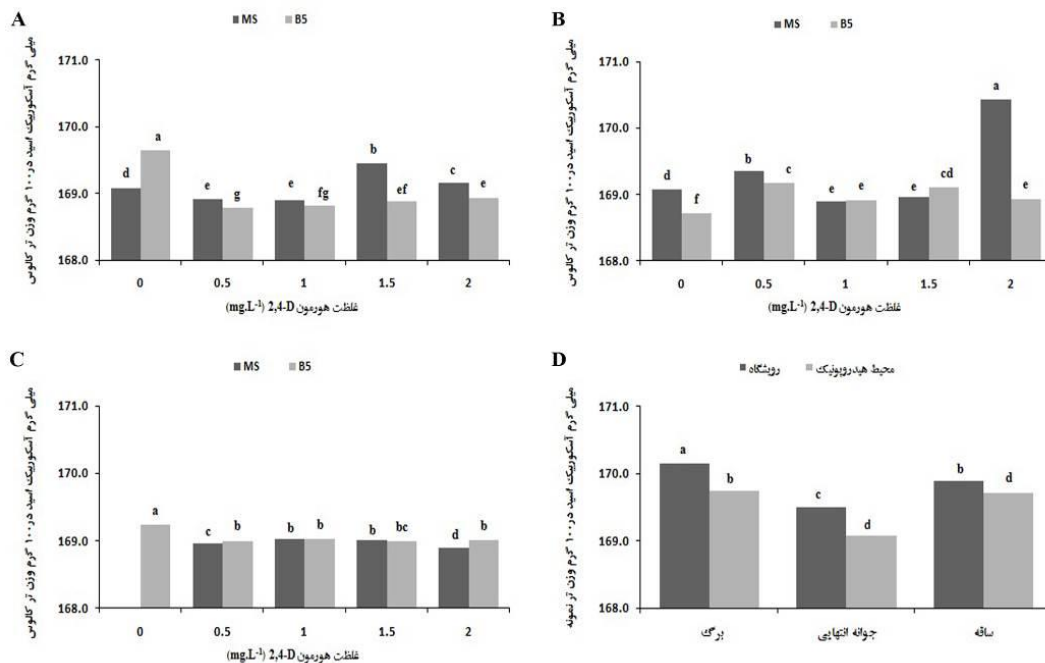 A
MS B5
میلی گرم آسکوربیک اسید در ۱۰۰ گرم وزن تر کالوس
171.0
170.0
169.0
168.0
d a e g e fg b ef c e
0 0.5 1 1.5 2
غلظت هورمون 2,4-D (mg.L⁻¹)
B
MS B5
میلی گرم آسکوربیک اسید در ۱۰۰ گرم وزن تر کالوس
171.0
170.0
169.0
168.0
d f b c e e e cd a e
0 0.5 1 1.5 2
غلظت هورمون 2,4-D (mg.L⁻¹)
C
MS B5
میلی گرم آسکوربیک اسید در ۱۰۰ گرم وزن تر کالوس
171.0
170.0
169.0
168.0
a c b b b b bc d b
0 0.5 1 1.5 2
غلظت هورمون 2,4-D (mg.L⁻¹)
D
رویشگاه محیط هیدروپونیک
میلی گرم آسکوربیک اسید در ۱۰۰ گرم وزن تر نمونه
171.0
170.0
169.0
168.0
a b c d b d
برگ جوانه انتهایی ساقه